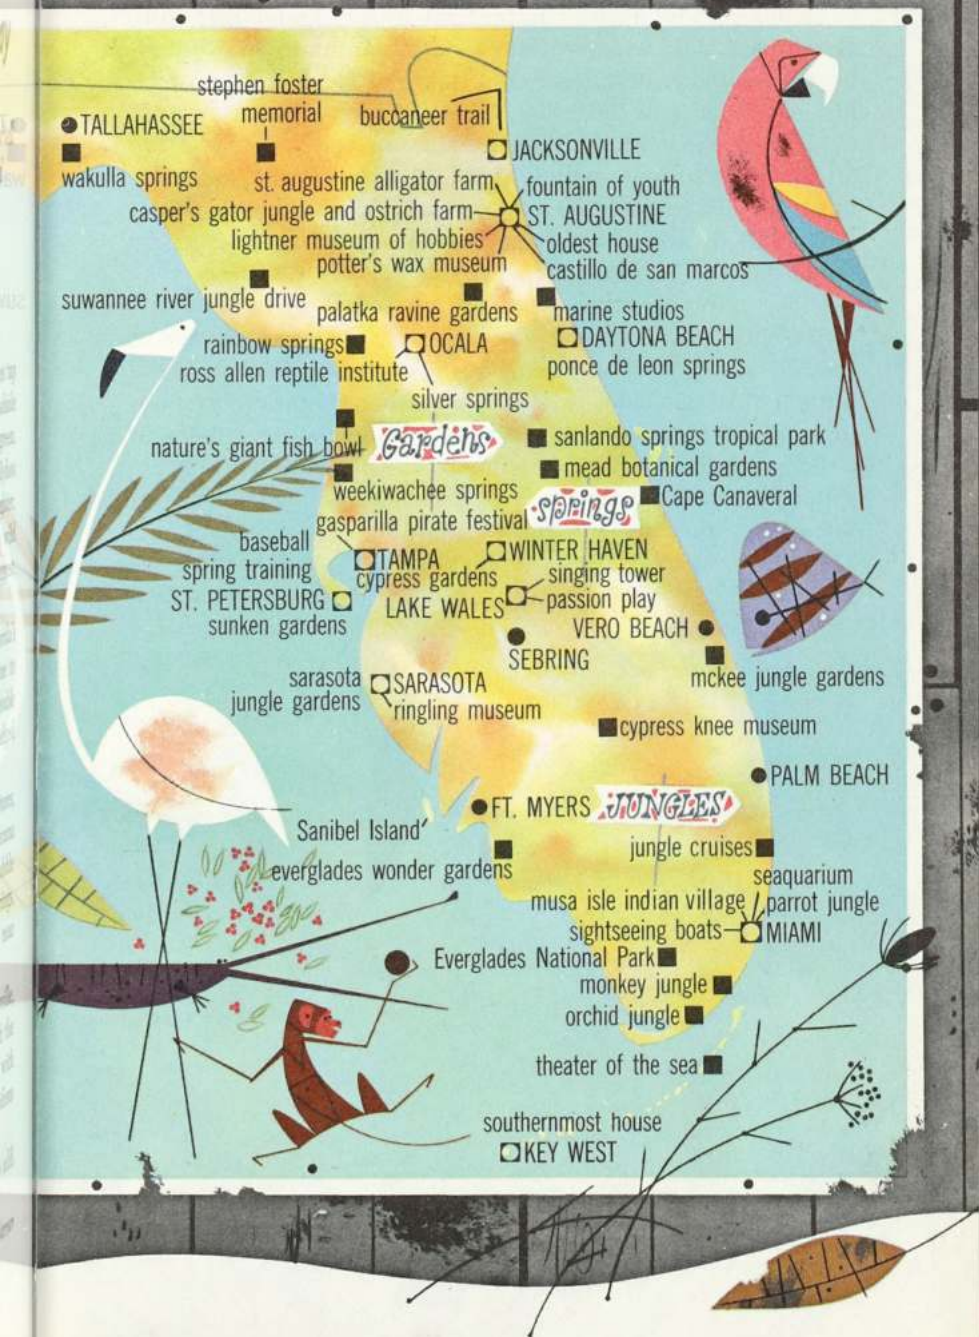 stephen foster
memorial
buccaneer trail
TALLAHASSEE
JACKSONVILLE
wakulla springs
st. augustine alligator farm
fountain of youth
casper's gator jungle and ostrich farm
ST. AUGUSTINE
lightner museum of hobbies
oldest house
potter's wax museum
castillo de san marcos
suwannee river jungle drive
palatka ravine gardens
marine studios
rainbow springs
OCALA
DAYTONA BEACH
ross allen reptile institute
ponce de leon springs
silver springs
nature's giant fish bowl
Gardens
sanlando springs tropical park
mead botanical gardens
weekiwachee springs
springs
Cape Canaveral
gasparilla pirate festival
baseball
spring training
TAMPA
WINTER HAVEN
cypress gardens
singing tower
ST. PETERSBURG
LAKE WALES
passion play
sunken gardens
VERO BEACH
SEBRING
sarasota
jungle gardens
SARASOTA
mckee jungle gardens
ringling museum
cypress knee museum
PALM BEACH
FT. MYERS
JUNGLES
Sanibel Island
jungle cruises
everglades wonder gardens
seaquarium
musa isle indian village
parrot jungle
sightseeing boats
MIAMI
Everglades National Park
monkey jungle
orchid jungle
theater of the sea
southernmost house
KEY WEST